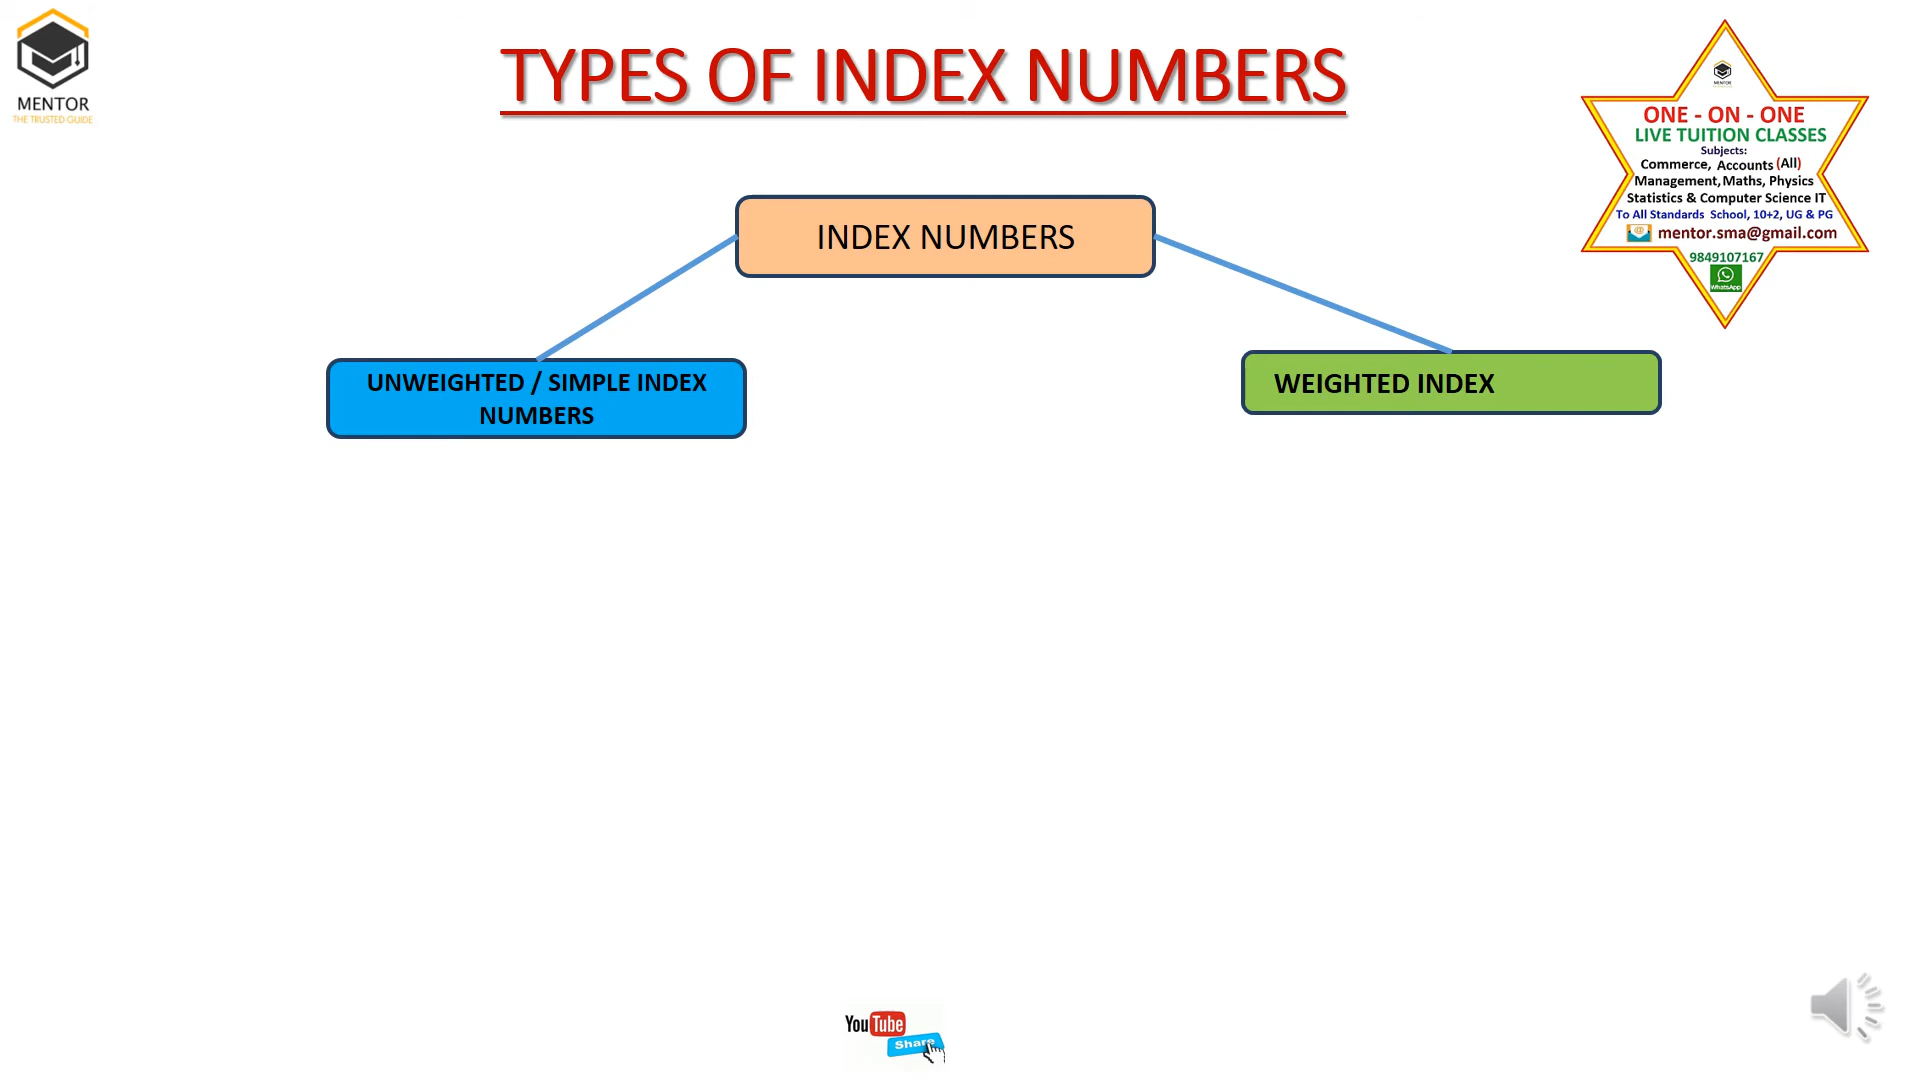 MENTOR
THE TRUSTED GUIDE
TYPES OF INDEX NUMBERS
MENTOR
ONE - ON - ONE
LIVE TUITION CLASSES
Subjects:
Commerce, Accounts (All)
Management, Maths, Physics
Statistics & Computer Science IT
To All Standards School, 10+2, UG & PG
mentor.sma@gmail.com
9849107167
WhatsApp
INDEX NUMBERS
UNWEIGHTED / SIMPLE INDEX
NUMBERS
WEIGHTED INDEX
YouTube
Share